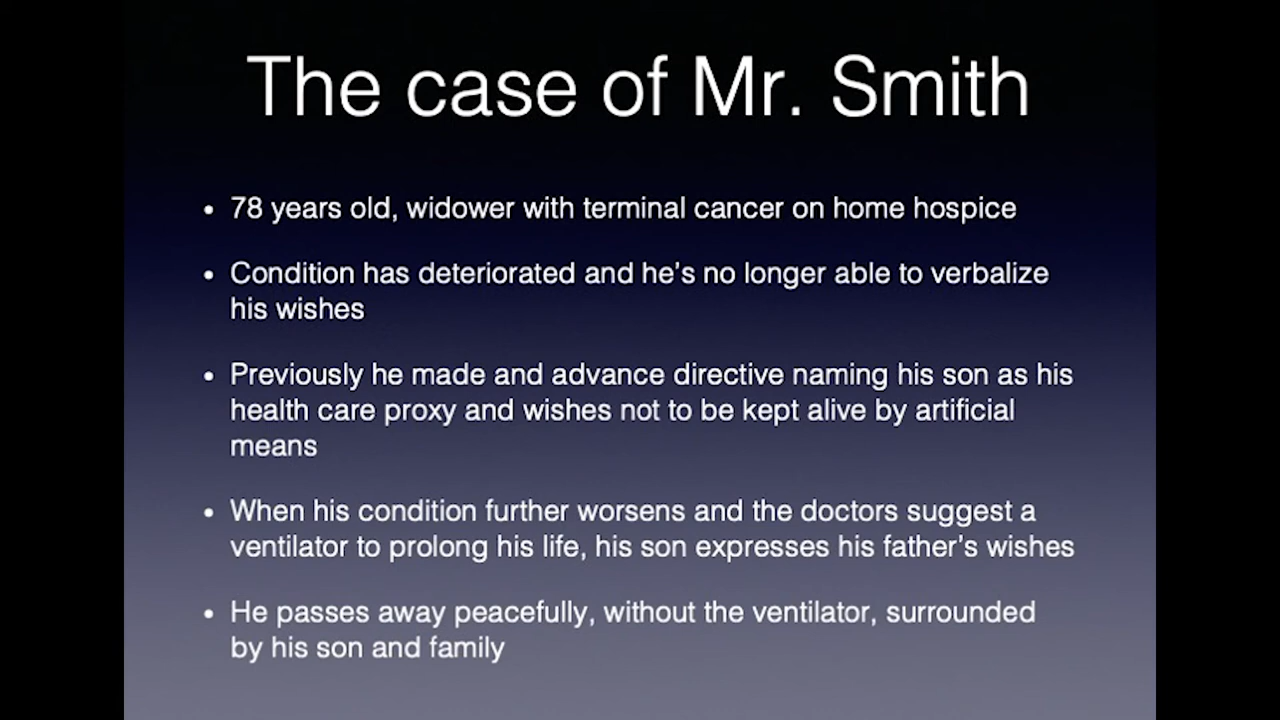 The case of Mr. Smith
• 78 years old, widower with terminal cancer on home hospice
• Condition has deteriorated and he's no longer able to verbalize
his wishes
• Previously he made and advance directive naming his son as his
health care proxy and wishes not to be kept alive by artificial
means
• When his condition further worsens and the doctors suggest a
ventilator to prolong his life, his son expresses his father's wishes
• He passes away peacefully, without the ventilator, surrounded
by his son and family